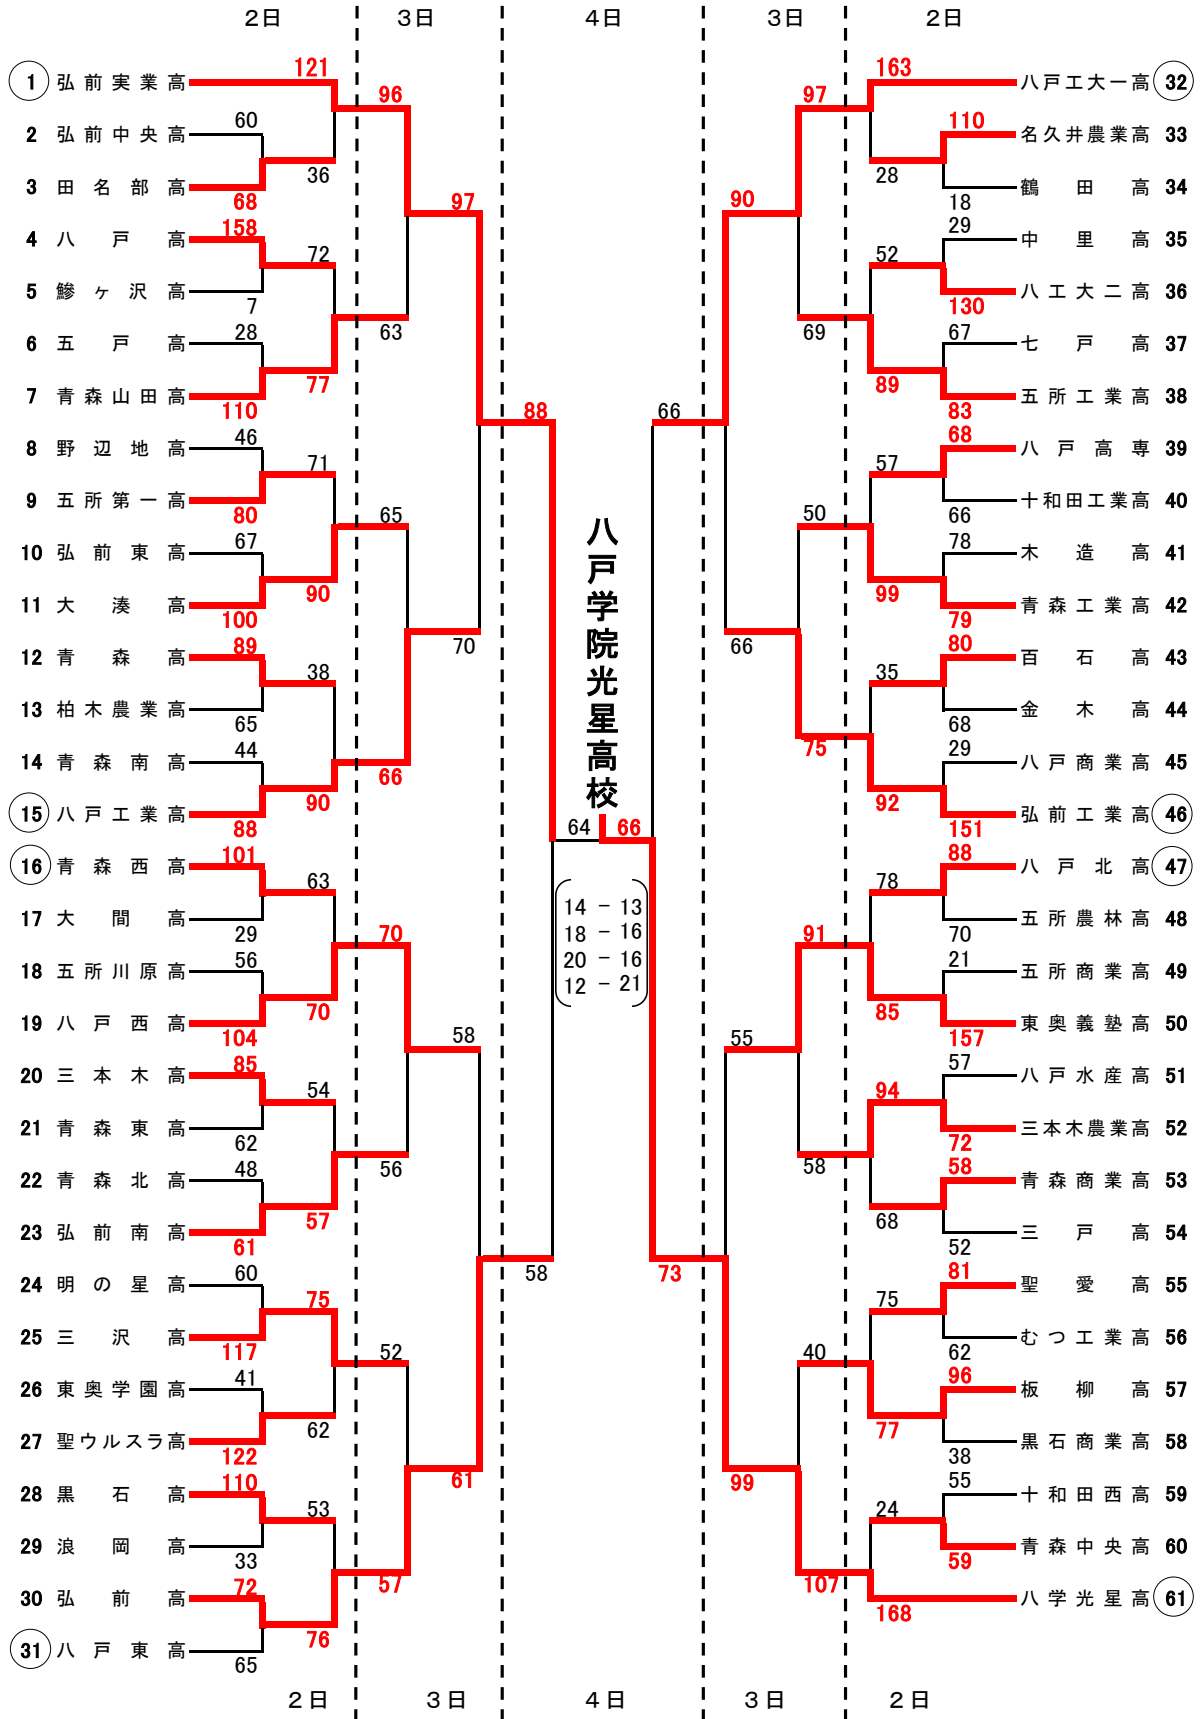 2日 3日 4日 3日 2日
1 弘前実業高
2 弘前中央高
3 田名部高
4 八戸高
5 鰺ヶ沢高
6 五戸高
7 青森山田高
8 野辺地高
9 五所第一高
10 弘前東高
11 大湊高
12 青森高
13 柏木農業高
14 青森南高
15 八戸工業高
16 青森西高
17 大間高
18 五所川原高
19 八戸西高
20 三本木高
21 青森東高
22 青森北高
23 弘前南高
24 明の星高
25 三沢高
26 東奥学園高
27 聖ウルスラ高
28 黒石高
29 浪岡高
30 弘前高
31 八戸東高
121
60
68
158
7
28
110
46
80
67
100
89
65
44
88
101
29
56
104
85
62
48
61
60
117
41
122
110
33
72
65
36
72
77
71
90
38
90
63
70
54
57
75
62
53
76
96
63
65
66
70
56
52
57
97
70
58
61
88
58
八戸学院光星高校
64 66
14 - 13
18 - 16
20 - 16
12 - 21
66
73
90
66
55
99
97
69
50
75
91
58
40
107
163
28
52
89
57
99
35
92
78
85
94
68
75
77
24
168
110
18
29
130
67
83
68
66
78
79
80
68
29
151
88
70
21
157
57
72
58
52
81
62
96
38
55
59
八戸工大一高 32
名久井農業高 33
鶴田高 34
中里高 35
八工大二高 36
七戸高 37
五所工業高 38
八戸高専 39
十和田工業高 40
木造高 41
青森工業高 42
百石高 43
金木高 44
八戸商業高 45
弘前工業高 46
八戸北高 47
五所農林高 48
五所商業高 49
東奥義塾高 50
八戸水産高 51
三本木農業高 52
青森商業高 53
三戸高 54
聖愛高 55
むつ工業高 56
板柳高 57
黒石商業高 58
十和田西高 59
青森中央高 60
八学光星高 61
2日 3日 4日 3日 2日